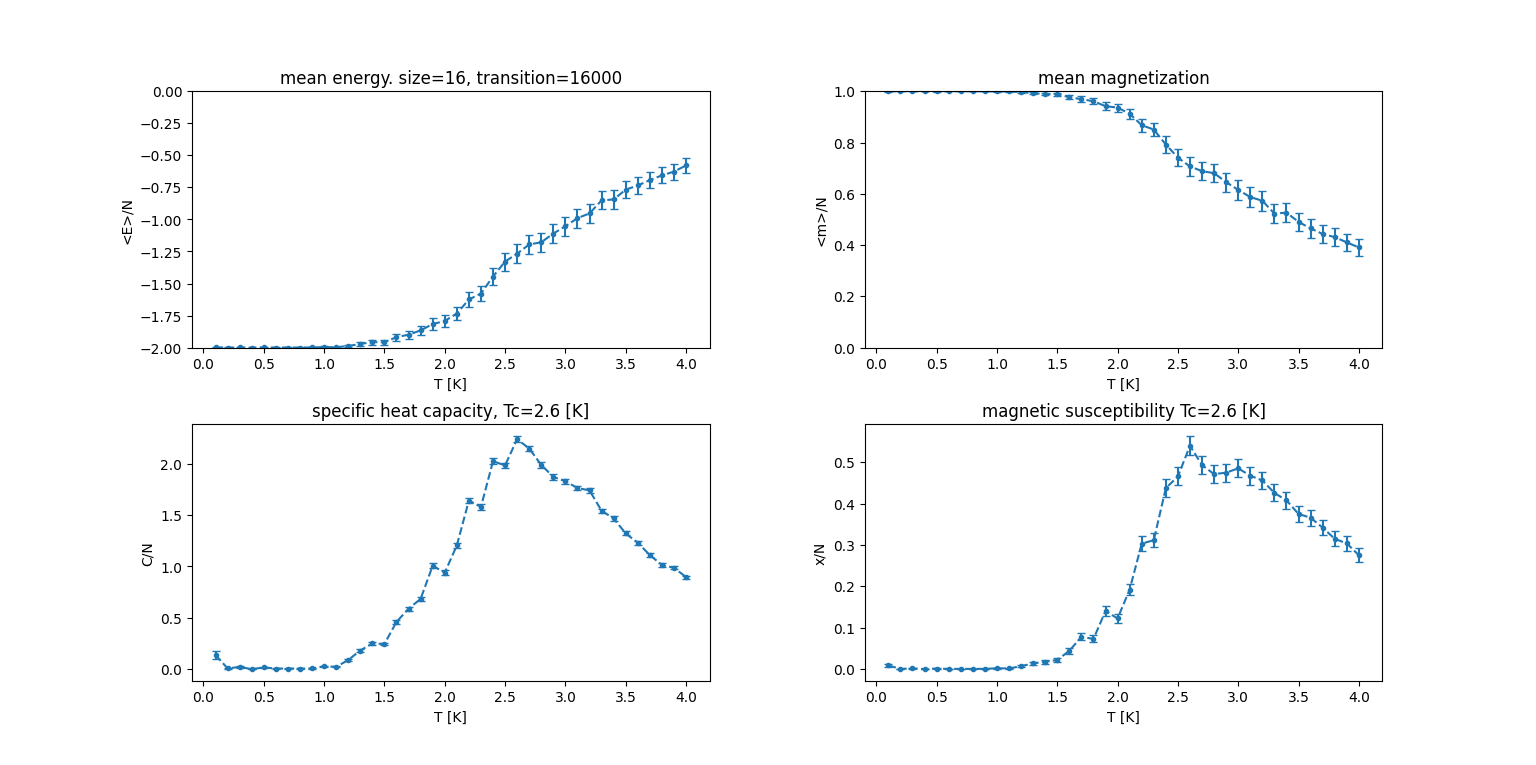 mean energy. size=16, transition=16000
0.00
−0.25
−0.50
−0.75
−1.00
−1.25
−1.50
−1.75
−2.00
<E>/N
0.0 0.5 1.0 1.5 2.0 2.5 3.0 3.5 4.0
T [K]
mean magnetization
1.0
0.8
0.6
0.4
0.2
0.0
<m>/N
0.0 0.5 1.0 1.5 2.0 2.5 3.0 3.5 4.0
T [K]
specific heat capacity, Tc=2.6 [K]
2.0
1.5
1.0
0.5
0.0
C/N
0.0 0.5 1.0 1.5 2.0 2.5 3.0 3.5 4.0
T [K]
magnetic susceptibility Tc=2.6 [K]
0.5
0.4
0.3
0.2
0.1
0.0
x/N
0.0 0.5 1.0 1.5 2.0 2.5 3.0 3.5 4.0
T [K]